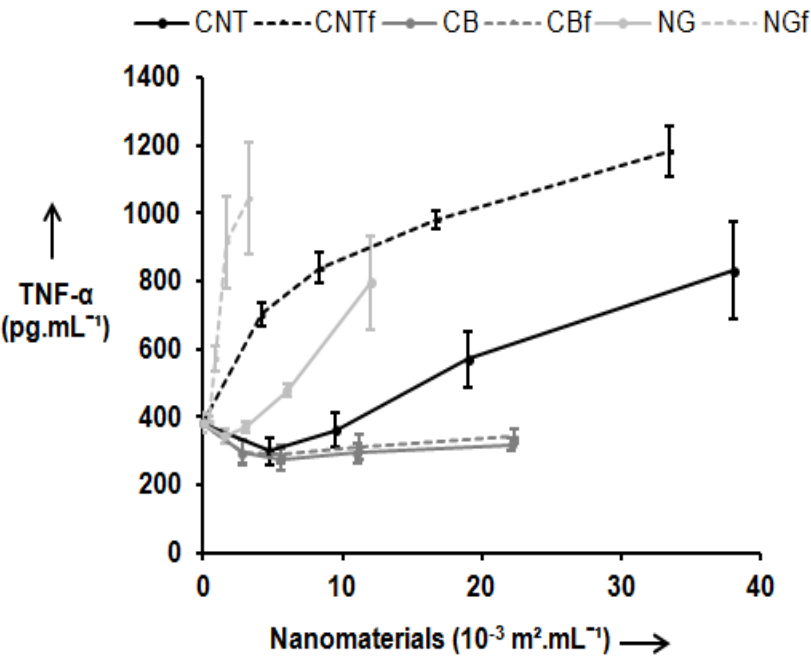 CNT CNTf CB CBf NG NGf
1400
1200
1000
800
600
400
200
0
TNF-α
(pg.mL⁻¹)
0 10 20 30 40
Nanomaterials (10⁻³ m².mL⁻¹)